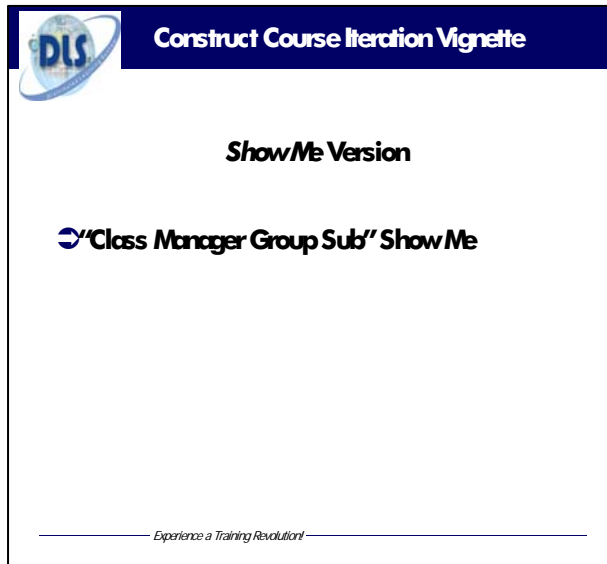 DLS
Construct Course Iteration Vignette
Show Me Version
“Class Manager Group Sub” Show Me
Experience a Training Revolution!